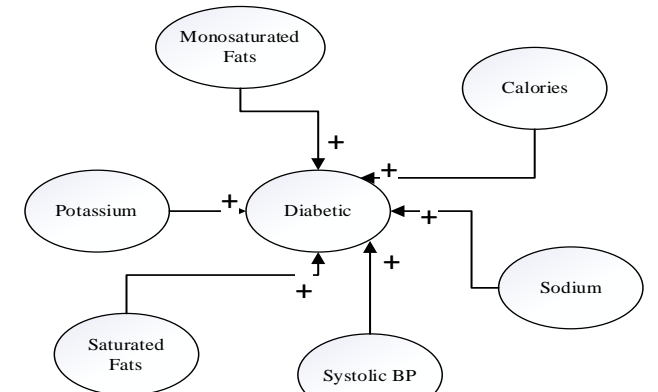 Monosaturated
Fats
Calories
+
+
Potassium
+
Diabetic
+
+
Sodium
+
Saturated
Fats
Systolic BP